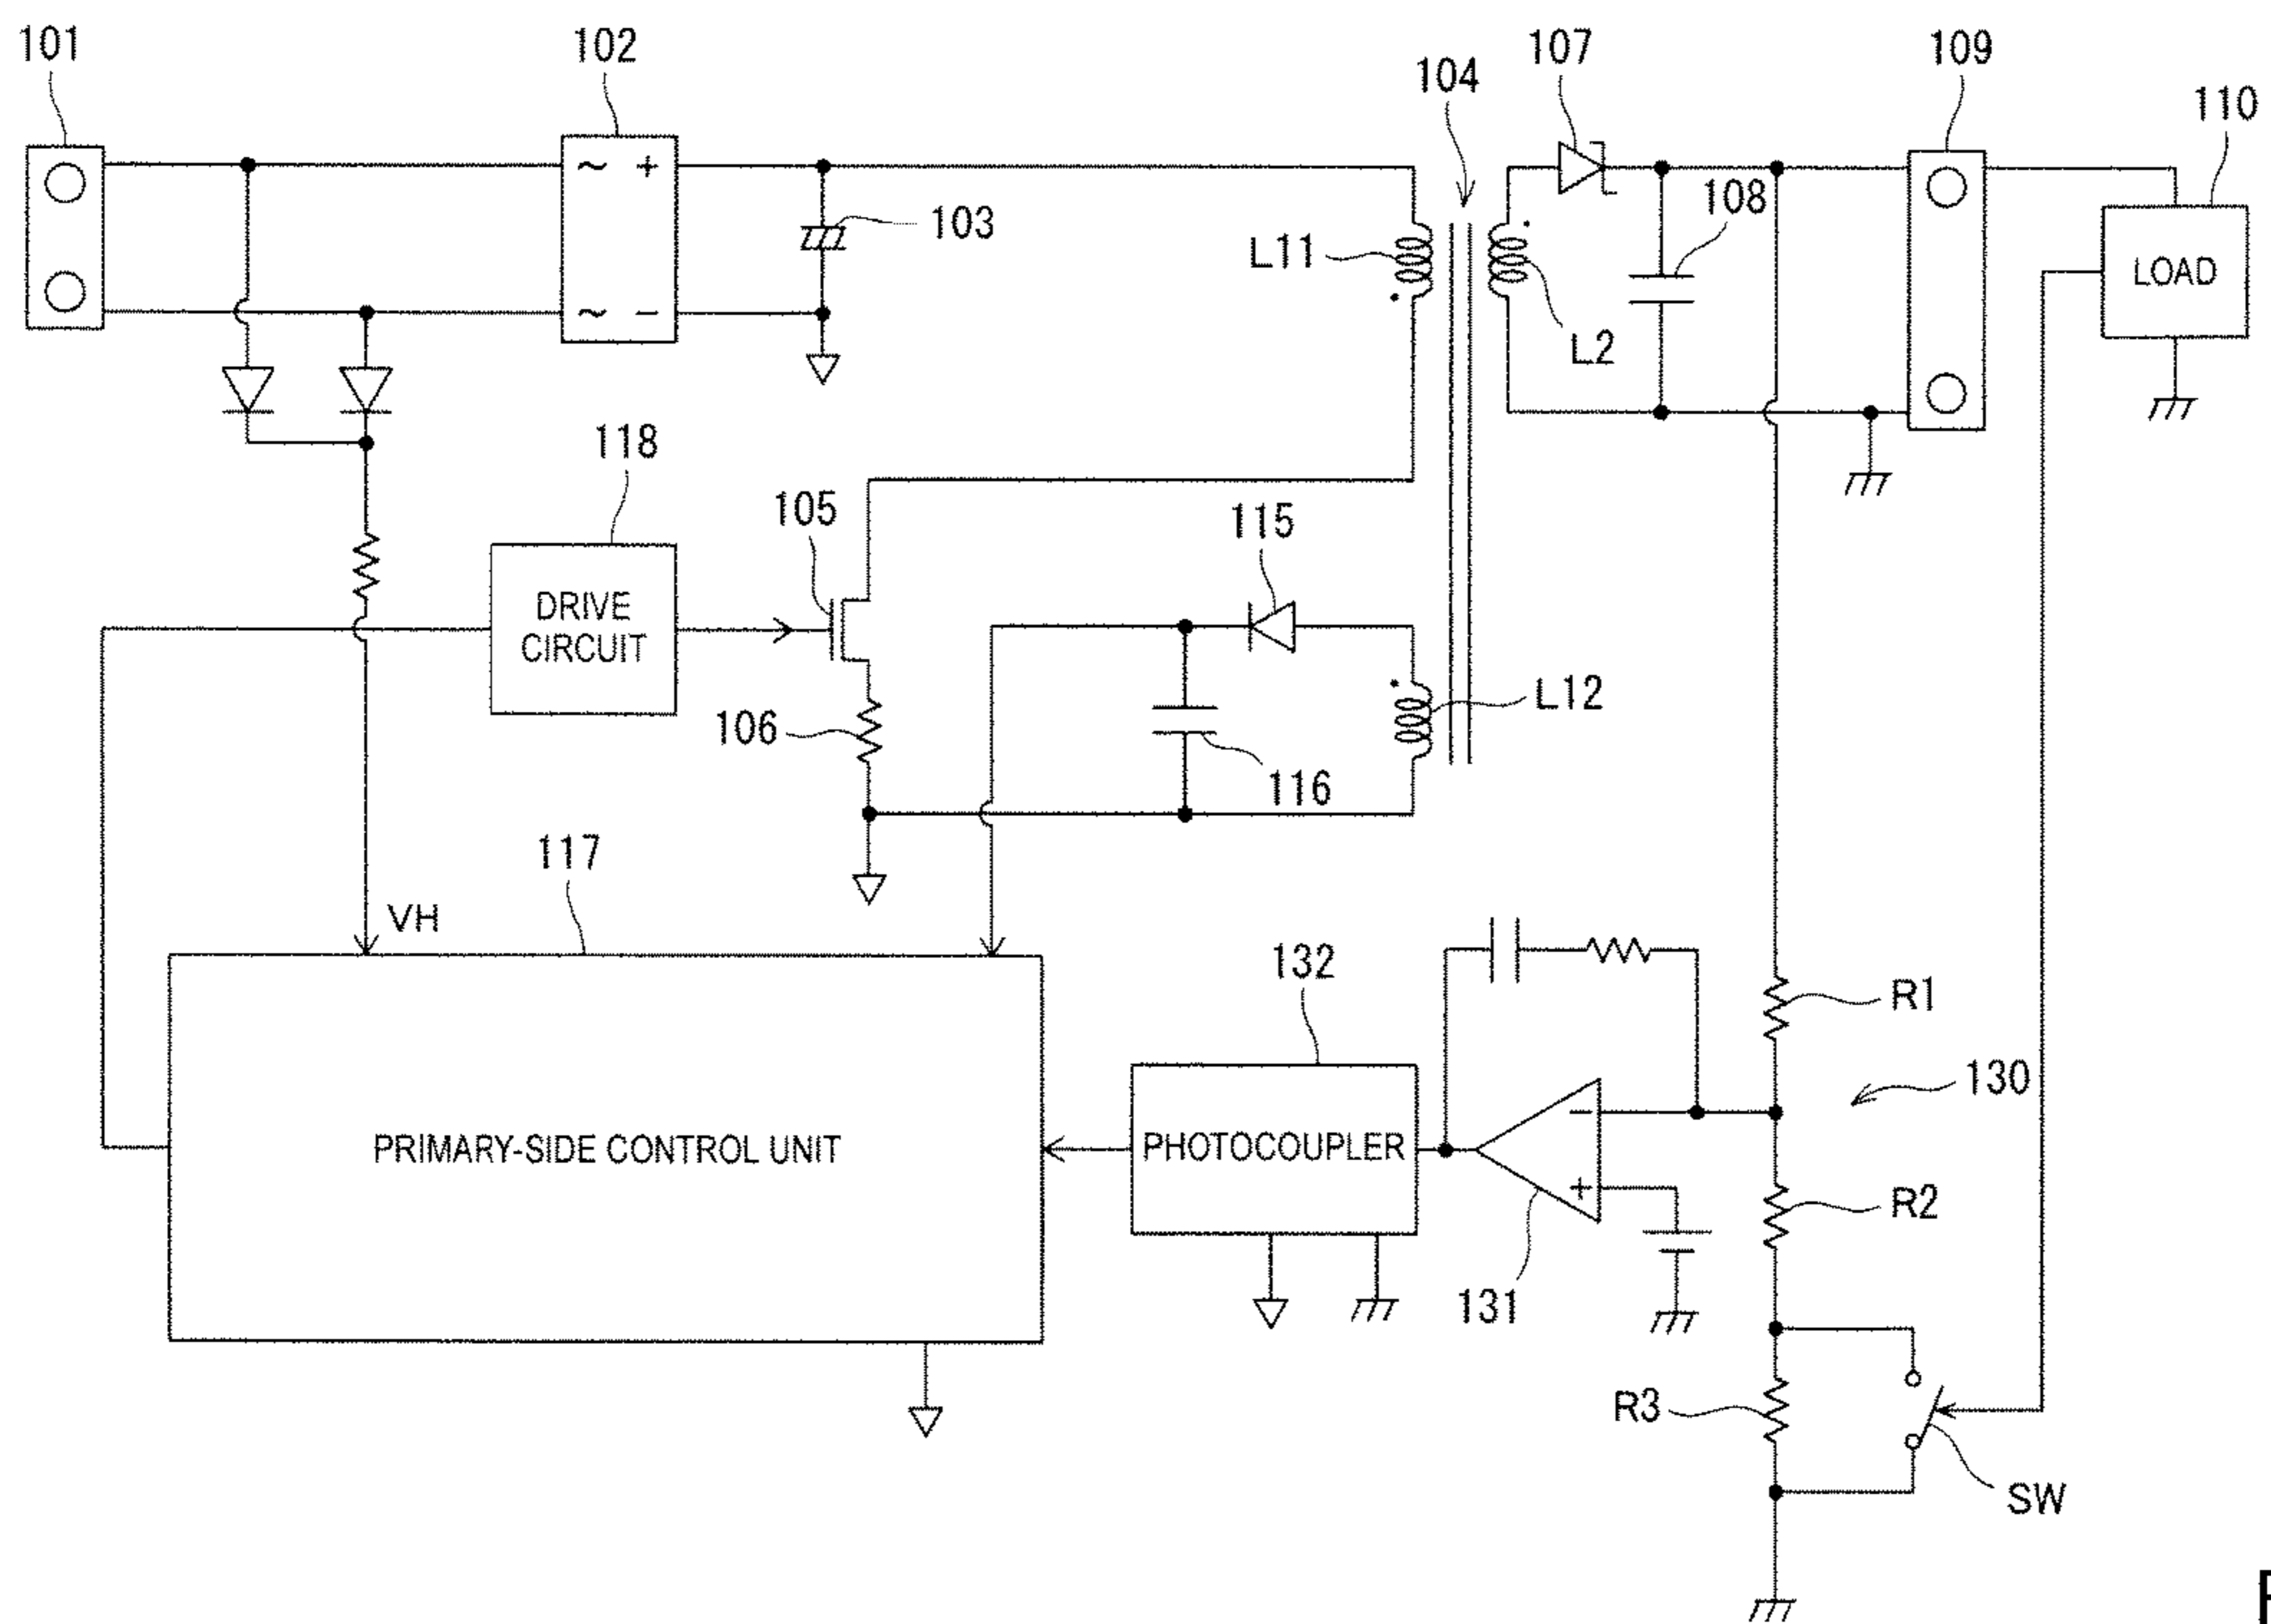 101
102
107
109
104
110
~ +
103
108
L11
LOAD
~ −
L2
118
105
115
DRIVE
CIRCUIT
L12
106
116
117
VH
132
R1
130
−
PRIMARY-SIDE CONTROL UNIT
PHOTOCOUPLER
+
R2
131
R3
SW